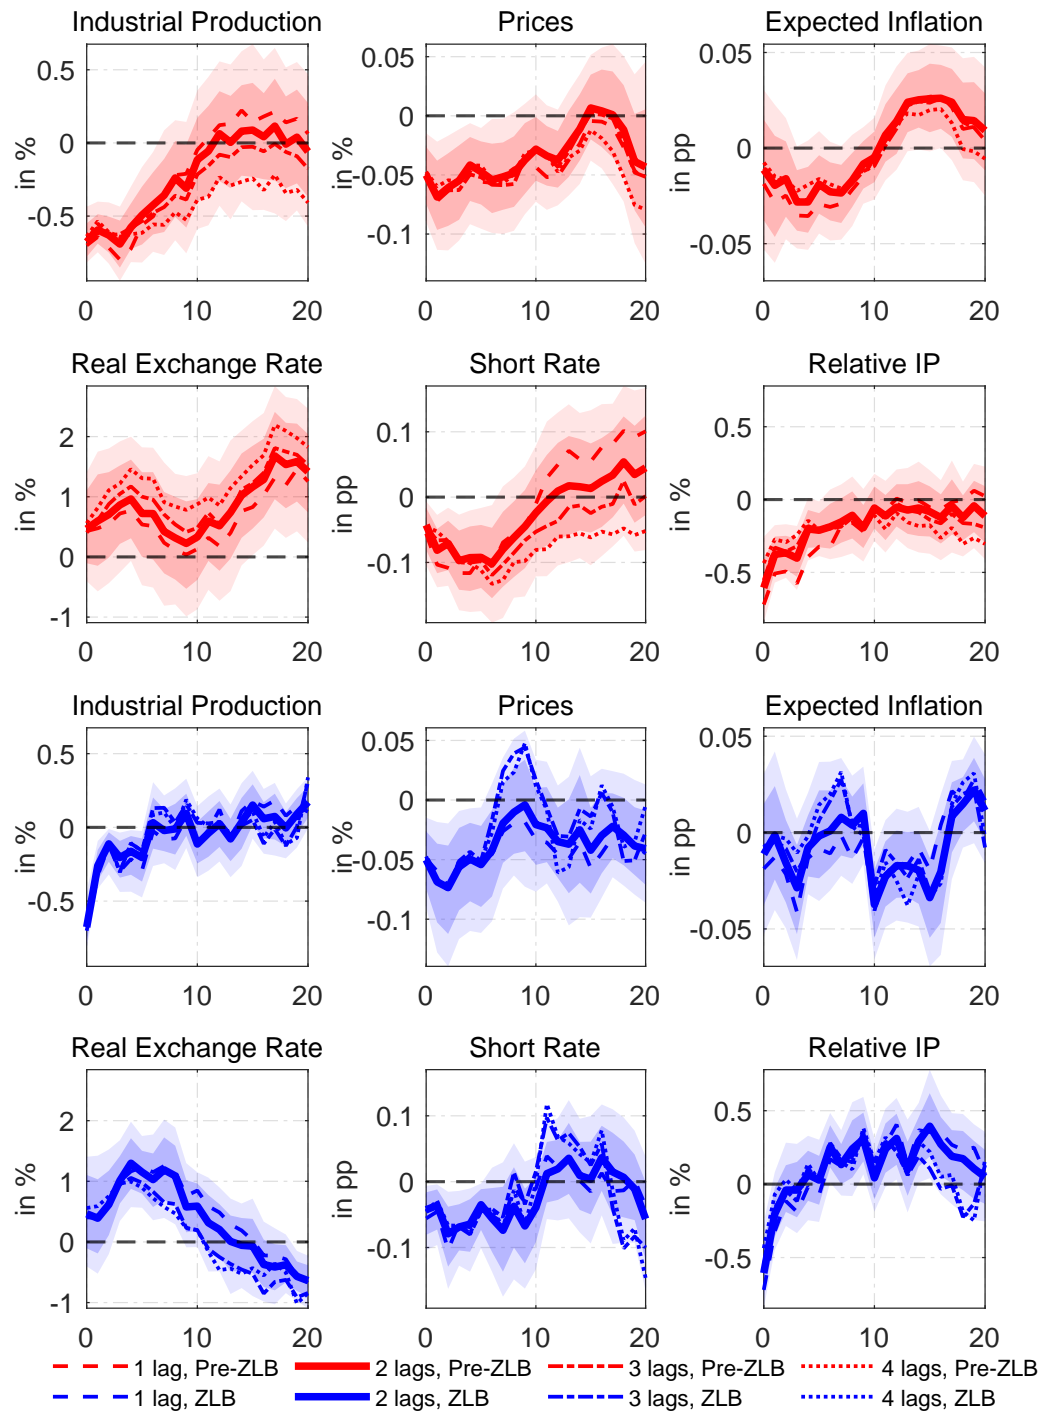 Industrial Production Prices Expected Inflation
0.5 0.05 0.05
0 0 0
-0.5 -0.05 -0.05
-0.1
in % in % in pp
0 10 20 0 10 20 0 10 20
Real Exchange Rate Short Rate Relative IP
2 0.1 0.5
1 0 0
0 -0.1 -0.5
-1
in % in pp in %
0 10 20 0 10 20 0 10 20
Industrial Production Prices Expected Inflation
0.5 0.05 0.05
0 0 0
-0.5 -0.05 -0.05
-0.1
in % in % in pp
0 10 20 0 10 20 0 10 20
Real Exchange Rate Short Rate Relative IP
2 0.1 0.5
1 0 0
0 -0.1 -0.5
-1
in % in pp in %
0 10 20 0 10 20 0 10 20
1 lag, Pre-ZLB 2 lags, Pre-ZLB 3 lags, Pre-ZLB 4 lags, Pre-ZLB
1 lag, ZLB 2 lags, ZLB 3 lags, ZLB 4 lags, ZLB